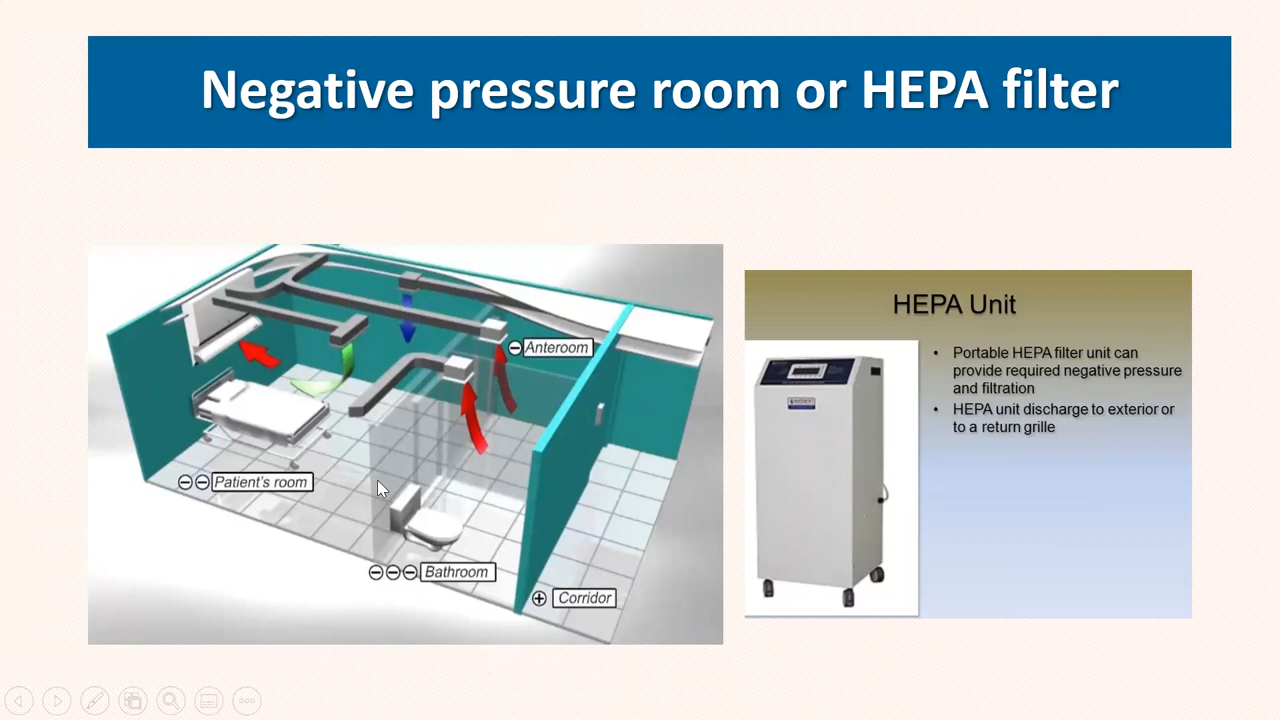 Negative pressure room or HEPA filter
Anteroom
Patient's room
Bathroom
Corridor
HEPA Unit
• Portable HEPA filter unit can
provide required negative pressure
and filtration
• HEPA unit discharge to exterior or
to a return grille